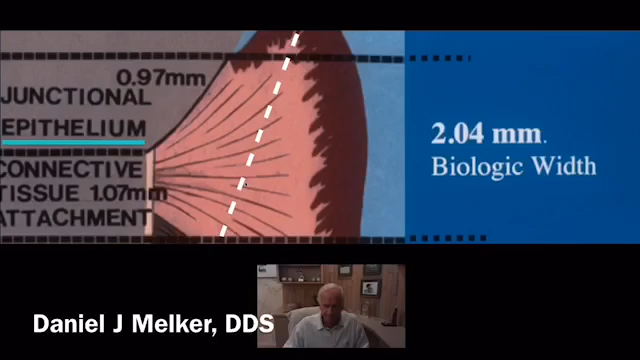 0.97mm
JUNCTIONAL
EPITHELIUM
CONNECTIVE
TISSUE 1.07mm
ATTACHMENT
2.04 mm.
Biologic Width
Daniel J Melker, DDS